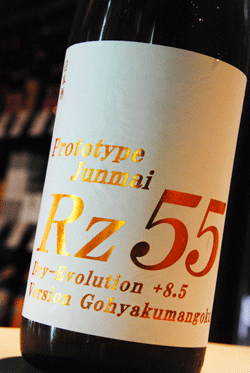 Prototype
Junmai
Rz55
Dry-Evolution +8.5
Version Gohyakumangoku